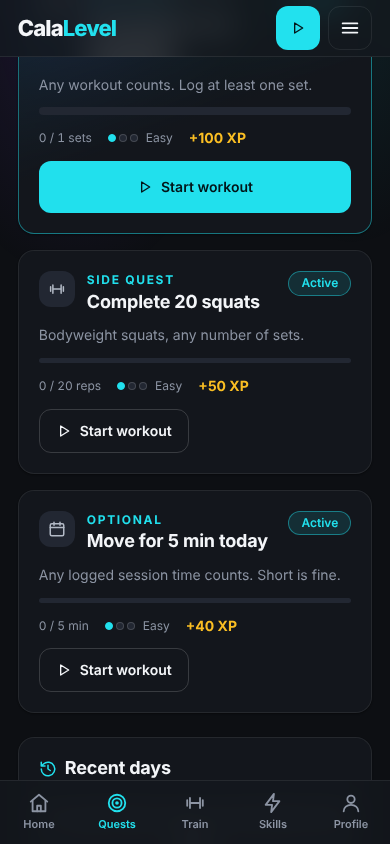 CalaLevel
Any workout counts. Log at least one set.
0 / 1 sets Easy +100 XP
Start workout
SIDE QUEST
Active
Complete 20 squats
Bodyweight squats, any number of sets.
0 / 20 reps Easy +50 XP
Start workout
OPTIONAL
Active
Move for 5 min today
Any logged session time counts. Short is fine.
0 / 5 min Easy +40 XP
Start workout
Recent days
Home Quests Train Skills Profile